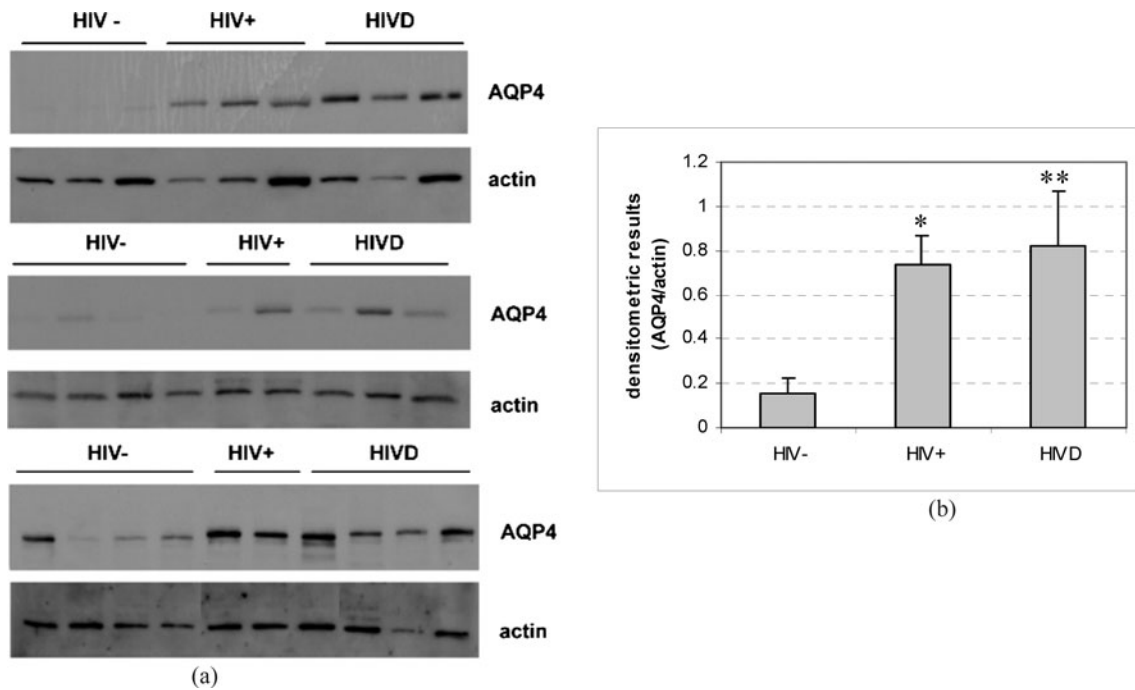 HIV - HIV+ HIVD
AQP4
actin
HIV- HIV+ HIVD
AQP4
actin
HIV- HIV+ HIVD
AQP4
actin
(a)
densitometric results
(AQP4/actin)
1.2
1
0.8
0.6
0.4
0.2
0
*
**
HIV- HIV+ HIVD
(b)